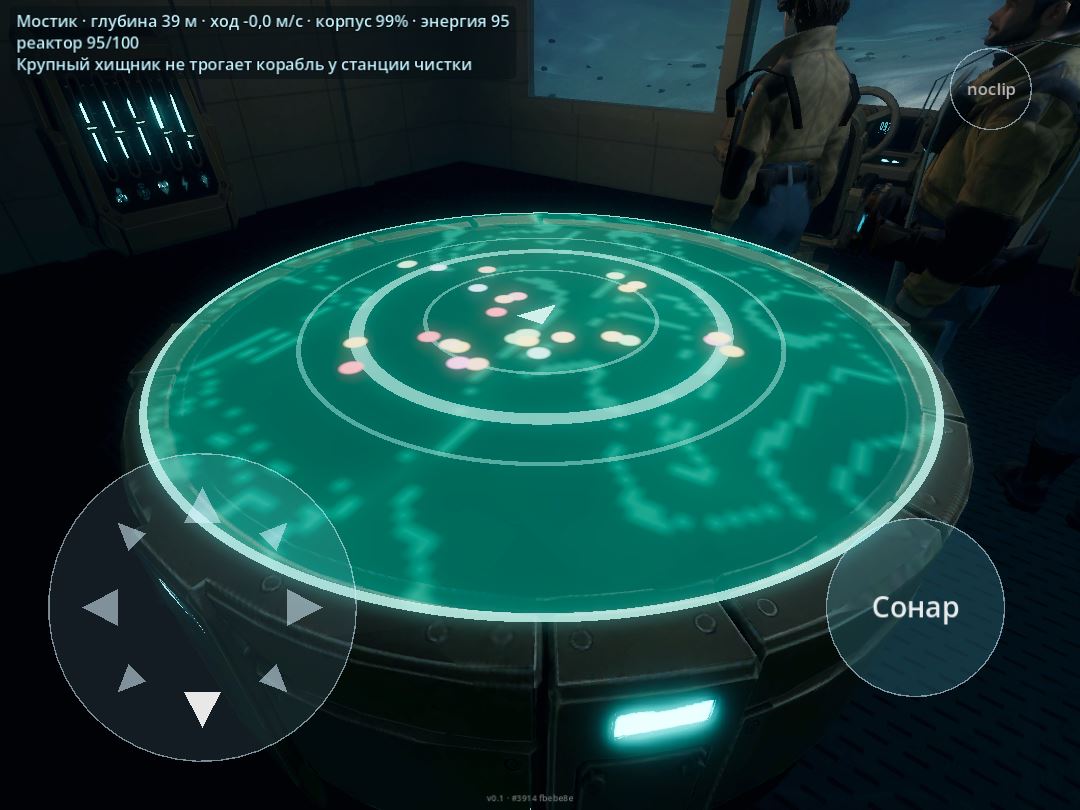 Мостик · глубина 39 м · ход -0,0 м/с · корпус 99% · энергия 95
реактор 95/100
Крупный хищник не трогает корабль у станции чистки
noclip
Сонар
v0.1 · #3914 fbebe8e